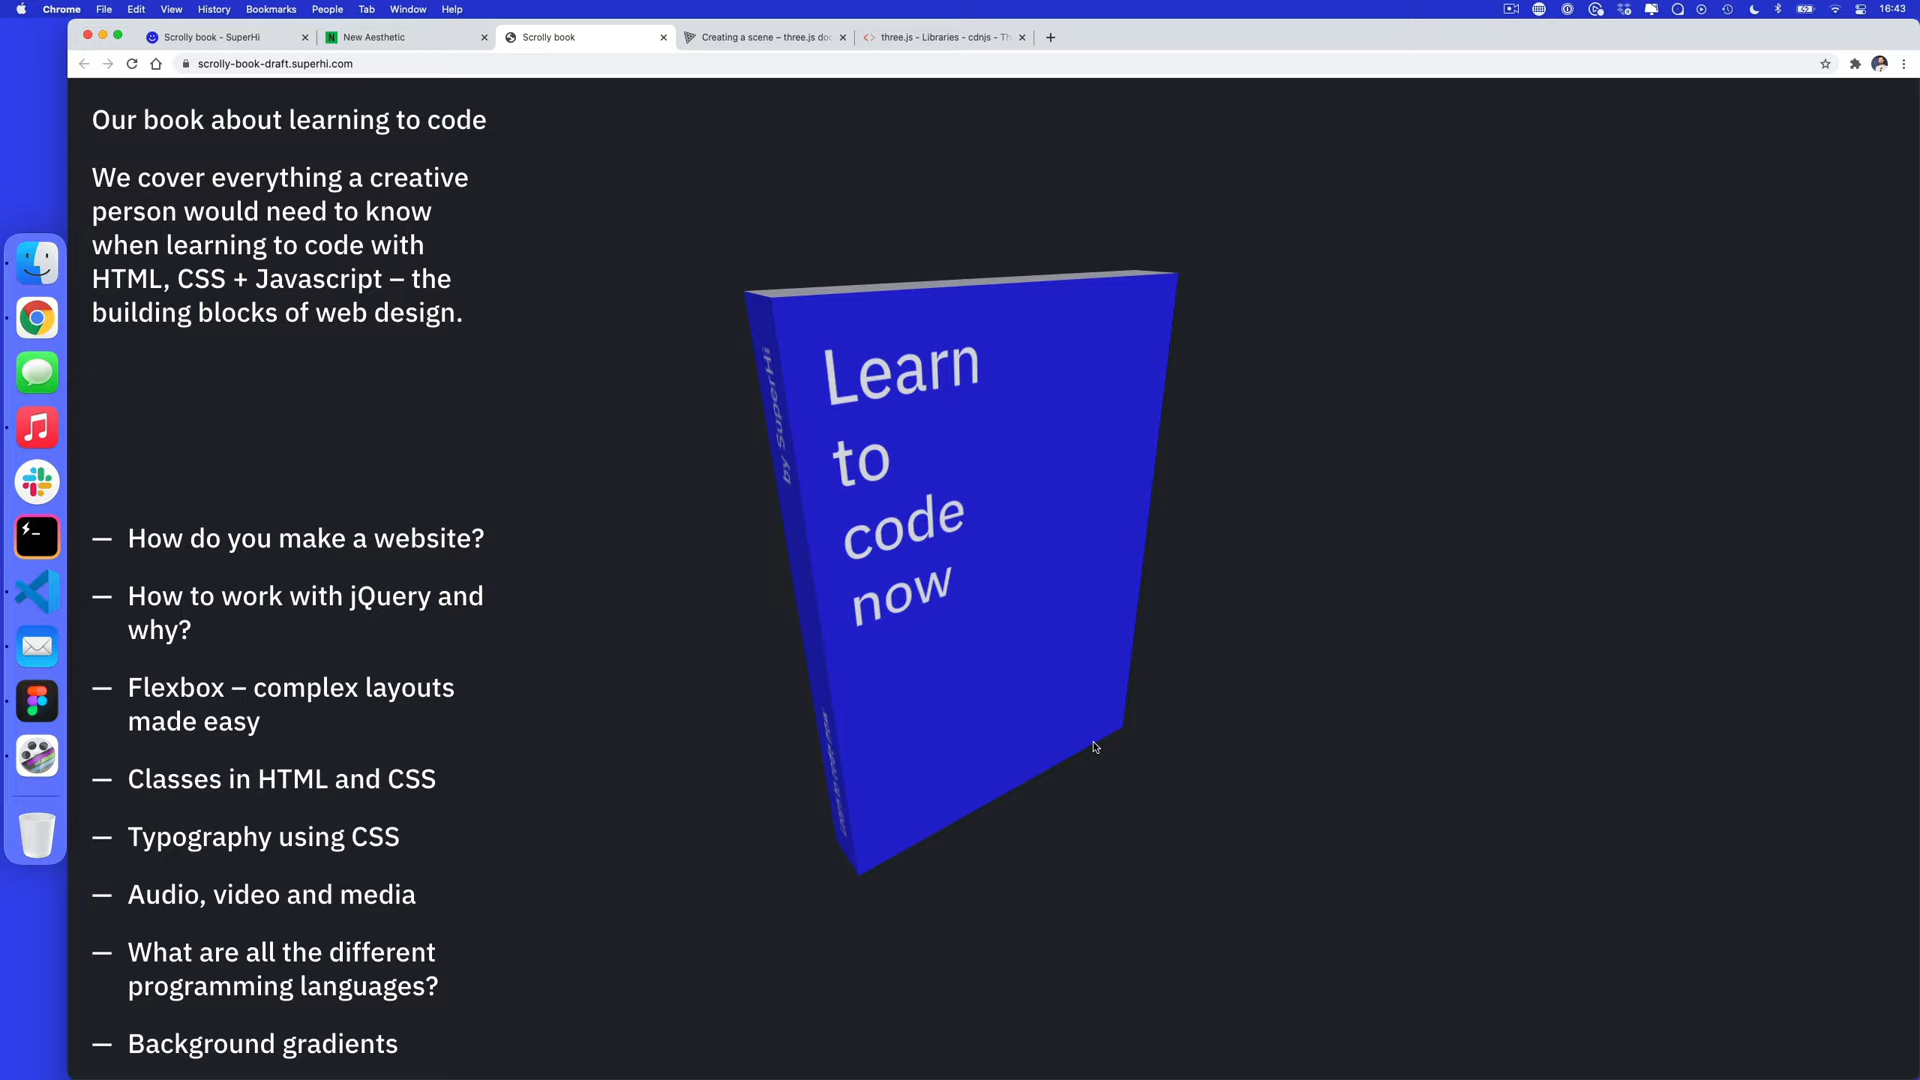 Chrome File Edit View History Bookmarks People Tab Window Help 16:43
Scrolly book - SuperHi
New Aesthetic
Scrolly book
Creating a scene – three.js do
three.js - Libraries - cdnjs - Th
scrolly-book-draft.superhi.com
Our book about learning to code
We cover everything a creative
person would need to know
when learning to code with
HTML, CSS + Javascript – the
building blocks of web design.
— How do you make a website?
— How to work with jQuery and
why?
— Flexbox – complex layouts
made easy
— Classes in HTML and CSS
— Typography using CSS
— Audio, video and media
— What are all the different
programming languages?
— Background gradients
by SuperHi
Learn to code now
Learn
to
code
now